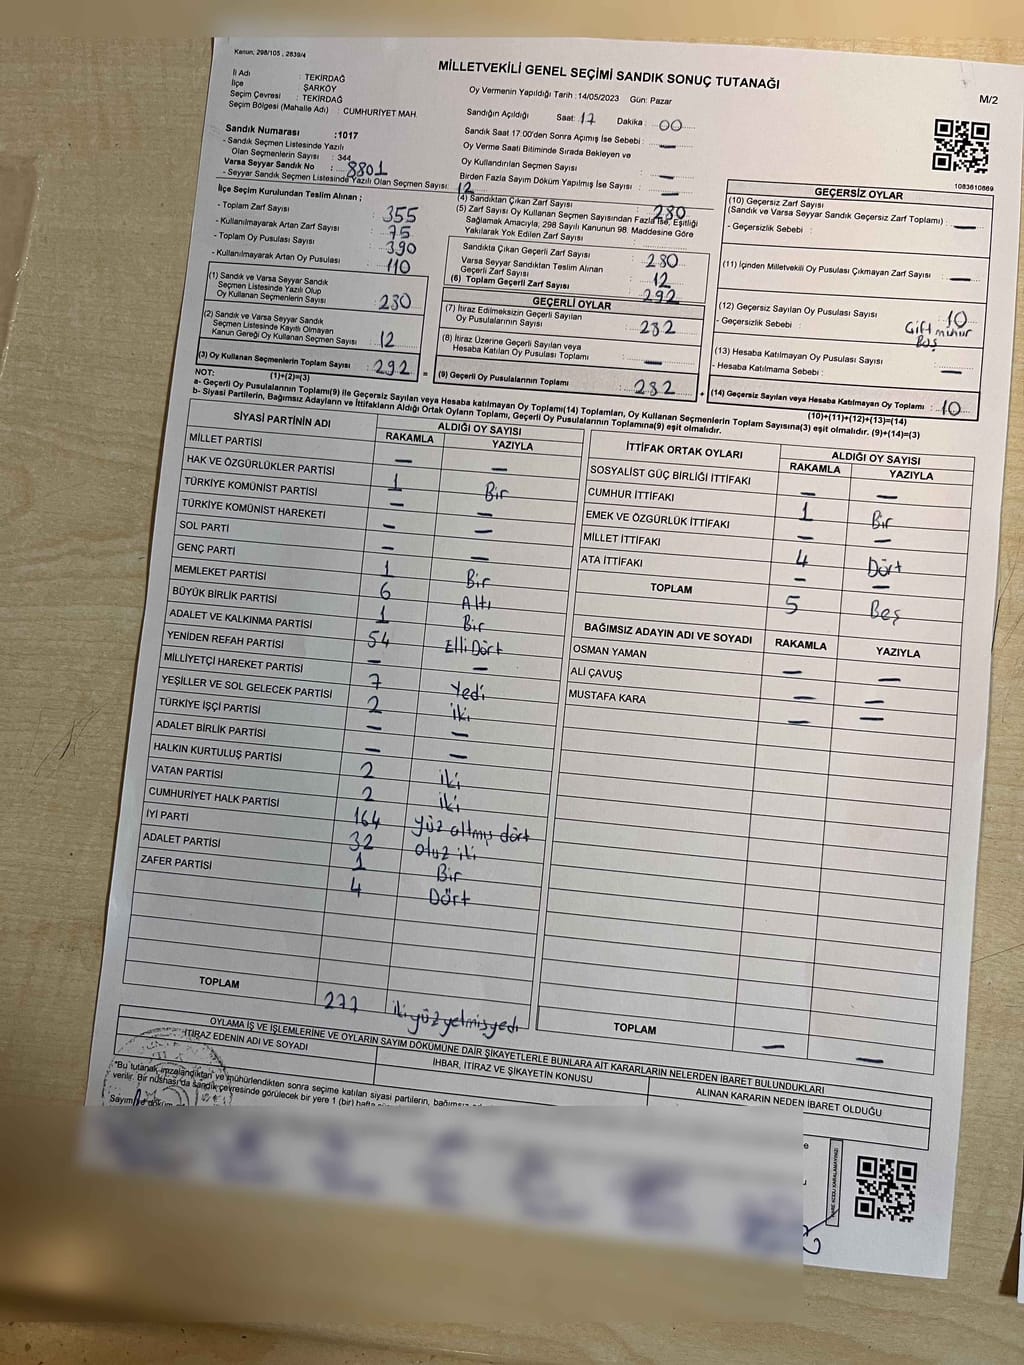 Kanun: 298/105 , 2839/4
MİLLETVEKİLİ GENEL SEÇİMİ SANDIK SONUÇ TUTANAĞI
M/2
İl Adı : TEKİRDAĞ
İlçe : ŞARKÖY
Seçim Çevresi : TEKİRDAĞ
Seçim Bölgesi (Mahalle Adı) : CUMHURİYET MAH.
Oy Vermenin Yapıldığı Tarih : 14/05/2023 Gün: Pazar
Sandığın Açıldığı Saat: 17 Dakika : 00
Sandık Saat 17:00'den Sonra Açımış İse Sebebi : —
Oy Verme Saati Bitiminde Sırada Bekleyen ve
Oy Kullandırılan Seçmen Sayısı : —
Birden Fazla Sayım Döküm Yapılmış İse Sayısı : —
Sandık Numarası :1017
- Sandık Seçmen Listesinde Yazılı
Olan Seçmenlerin Sayısı : 344
Varsa Seyyar Sandık No : 8801
- Seyyar Sandık Seçmen Listesinde Yazılı Olan Seçmen Sayısı: 12
1083610869
İlçe Seçim Kurulundan Teslim Alınan ;
- Toplam Zarf Sayısı : 355
- Kullanılmayarak Artan Zarf Sayısı : 75
- Toplam Oy Pusulası Sayısı : 390
- Kullanılmayarak Artan Oy Pusulası : 110
(1) Sandık ve Varsa Seyyar Sandık
Seçmen Listesinde Yazılı Olup
Oy Kullanan Seçmenlerin Sayısı : 280
(2) Sandık ve Varsa Seyyar Sandık
Seçmen Listesinde Kayıtlı Olmayan
Kanun Gereği Oy Kullanan Seçmen Sayısı : 12
(3) Oy Kullanan Seçmenlerin Toplam Sayısı : 292 =
(1)+(2)=(3)
(4) Sandıktan Çıkan Zarf Sayısı : 280
(5) Zarf Sayısı Oy Kullanan Seçmen Sayısından Fazla İse, Eşitliği
Sağlamak Amacıyla, 298 Sayılı Kanunun 98. Maddesine Göre
Yakılarak Yok Edilen Zarf Sayısı :
Sandıkta Çıkan Geçerli Zarf Sayısı : 280
Varsa Seyyar Sandıktan Teslim Alınan
Geçerli Zarf Sayısı : 12
(6) Toplam Geçerli Zarf Sayısı : 292
GEÇERLİ OYLAR
(7) İtiraz Edilmeksizin Geçerli Sayılan
Oy Pusulalarının Sayısı : 282
(8) İtiraz Üzerine Geçerli Sayılan veya
Hesaba Katılan Oy Pusulası Toplamı : —
(9) Geçerli Oy Pusulalarının Toplamı : 282 +
GEÇERSİZ OYLAR
(10) Geçersiz Zarf Sayısı
(Sandık ve Varsa Seyyar Sandık Geçersiz Zarf Toplamı) : —
- Geçersizlik Sebebi :
(11) İçinden Milletvekili Oy Pusulası Çıkmayan Zarf Sayısı : —
(12) Geçersiz Sayılan Oy Pusulası Sayısı : 10
- Geçersizlik Sebebi : Çift mühür
Boş
(13) Hesaba Katılmayan Oy Pusulası Sayısı : —
- Hesaba Katılmama Sebebi :
(14) Geçersiz Sayılan veya Hesaba Katılmayan Oy Toplamı : 10
(10)+(11)+(12)+(13)=(14)
NOT:
a- Geçerli Oy Pusulalarının Toplamı(9) ile Geçersiz Sayılan veya Hesaba katılmayan Oy Toplamı(14) Toplamları, Oy Kullanan Seçmenlerin Toplam Sayısına(3) eşit olmalıdır. (9)+(14)=(3)
b- Siyasi Partilerin, Bağımsız Adayların ve İttifakların Aldığı Ortak Oyların Toplamı, Geçerli Oy Pusulalarının Toplamına(9) eşit olmalıdır.
SİYASİ PARTİNİN ADI ALDIĞI OY SAYISI
RAKAMLA YAZIYLA
MİLLET PARTİSİ — —
HAK VE ÖZGÜRLÜKLER PARTİSİ 1 Bir
TÜRKİYE KOMÜNİST PARTİSİ — —
TÜRKİYE KOMÜNİST HAREKETİ — —
SOL PARTİ — —
GENÇ PARTİ 1 Bir
MEMLEKET PARTİSİ 6 Altı
BÜYÜK BİRLİK PARTİSİ 1 Bir
ADALET VE KALKINMA PARTİSİ 54 Elli Dört
YENİDEN REFAH PARTİSİ — —
MİLLİYETÇİ HAREKET PARTİSİ 7 Yedi
YEŞİLLER VE SOL GELECEK PARTİSİ 2 İki
TÜRKİYE İŞÇİ PARTİSİ — —
ADALET BİRLİK PARTİSİ — —
HALKIN KURTULUŞ PARTİSİ 2 İki
VATAN PARTİSİ 2 İki
CUMHURİYET HALK PARTİSİ 164 Yüz altmış dört
İYİ PARTİ 32 otuz iki
ADALET PARTİSİ 1 Bir
ZAFER PARTİSİ 4 Dört
TOPLAM 277 İki yüz yetmiş yedi
İTTİFAK ORTAK OYLARI ALDIĞI OY SAYISI
RAKAMLA YAZIYLA
SOSYALİST GÜÇ BİRLİĞİ İTTİFAKI — —
CUMHUR İTTİFAKI 1 Bir
EMEK VE ÖZGÜRLÜK İTTİFAKI — —
MİLLET İTTİFAKI 4 Dört
ATA İTTİFAKI — —
TOPLAM 5 Beş
BAĞIMSIZ ADAYIN ADI VE SOYADI RAKAMLA YAZIYLA
OSMAN YAMAN — —
ALİ ÇAVUŞ — —
MUSTAFA KARA — —
TOPLAM — —
OYLAMA İŞ VE İŞLEMLERİNE VE OYLARIN SAYIM DÖKÜMÜNE DAİR ŞİKAYETLERLE BUNLARA AİT KARARLARIN NELERDEN İBARET BULUNDUKLARI
İTİRAZ EDENİN ADI VE SOYADI İHBAR, İTİRAZ VE ŞİKAYETİN KONUSU ALINAN KARARIN NEDEN İBARET OLDUĞU
"Bu tutanak imzalandıktan ve mühürlendikten sonra seçime katılan siyasi partilerin, bağımsız
verilir. Bir nüshası da sandık çevresinde görülecek bir yere 1 (bir) hafta
Sayım ve döküm